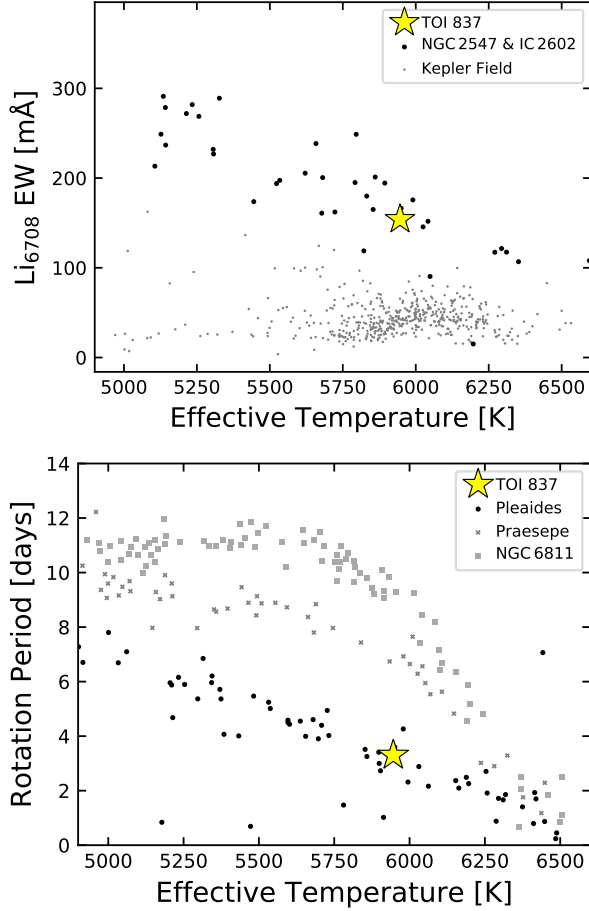 TOI 837
NGC 2547 & IC 2602
Kepler Field
300
200
100
0
Li6708 EW [mÅ]
5000 5250 5500 5750 6000 6250 6500
Effective Temperature [K]
14
12
10
8
6
4
2
0
Rotation Period [days]
TOI 837
Pleaides
Praesepe
NGC 6811
5000 5250 5500 5750 6000 6250 6500
Effective Temperature [K]